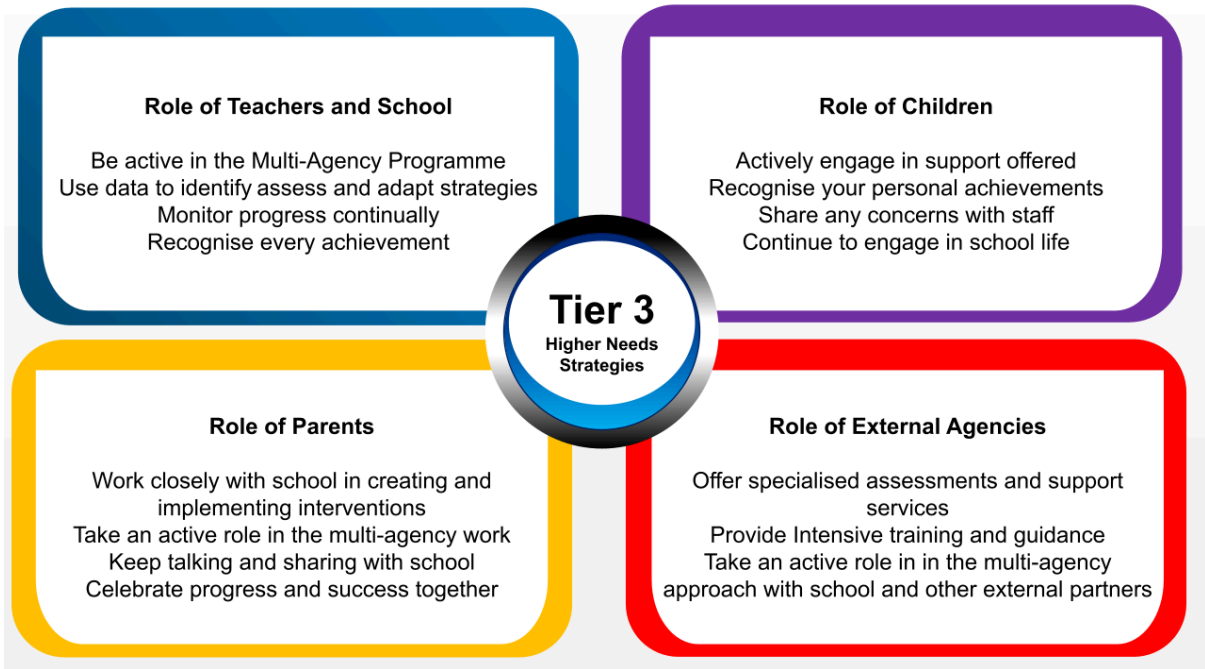 Role of Teachers and School
Be active in the Multi-Agency Programme
Use data to identify assess and adapt strategies
Monitor progress continually
Recognise every achievement
Role of Children
Actively engage in support offered
Recognise your personal achievements
Share any concerns with staff
Continue to engage in school life
Tier 3
Higher Needs
Strategies
Role of Parents
Work closely with school in creating and
implementing interventions
Take an active role in the multi-agency work
Keep talking and sharing with school
Celebrate progress and success together
Role of External Agencies
Offer specialised assessments and support
services
Provide Intensive training and guidance
Take an active role in in the multi-agency
approach with school and other external partners